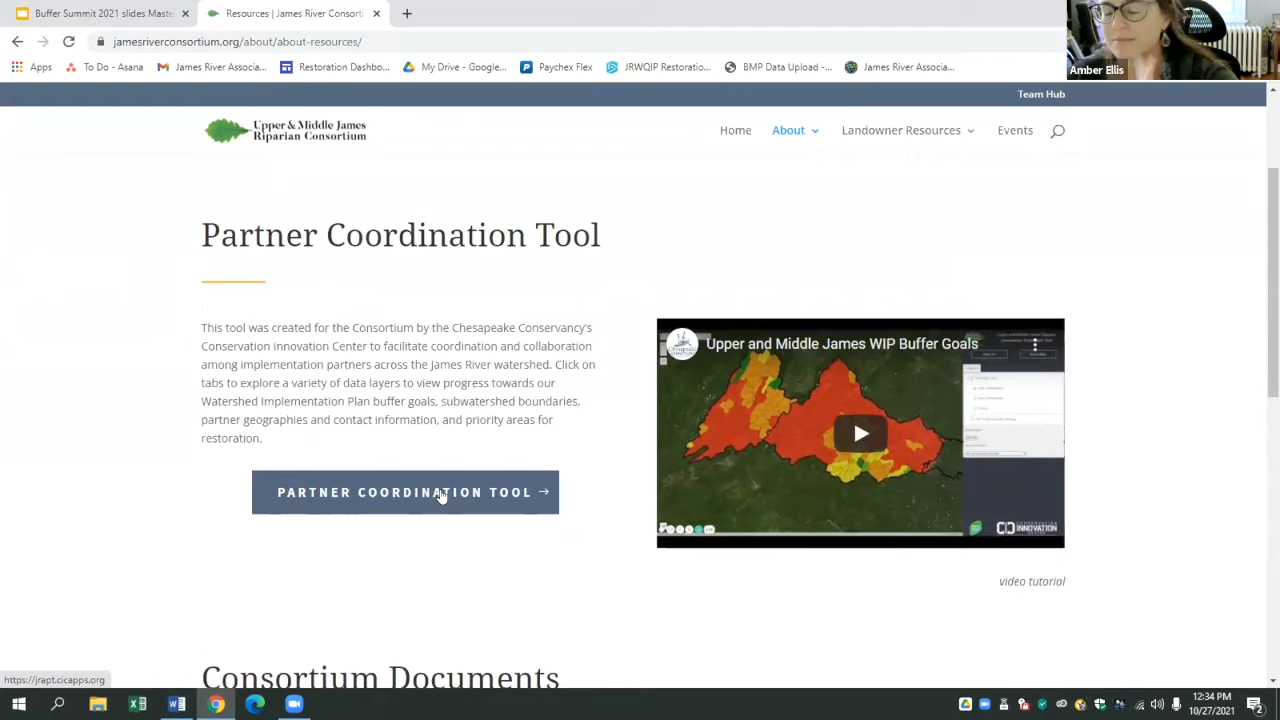 Buffer Summit 2021 slides Maste
Resources | James River Consort
jamesriverconsortium.org/about/about-resources/
Apps
To Do - Asana
James River Associa...
Restoration Dashbo...
My Drive - Google...
Paychex Flex
JRWQIP Restoratio...
BMP Data Upload -...
James River Associa...
Amber Ellis
Team Hub
Upper & Middle James
Riparian Consortium
Home
About
Landowner Resources
Events
Partner Coordination Tool
This tool was created for the Consortium by the Chesapeake Conservancy's
Conservation Innovation Center to facilitate coordination and collaboration
among implementation partners across the James River watershed. Click on
tabs to explore a variety of data layers to view progress towards our
Watershed Implementation Plan buffer goals, subwatershed boundaries,
partner geographies and contact information, and priority areas for
restoration.
PARTNER COORDINATION TOOL
Upper and Middle James WIP Buffer Goals
CONSERVATION
INNOVATION
CENTER
video tutorial
Consortium Documents
https://jrapt.cicapps.org
12:34 PM
10/27/2021
2